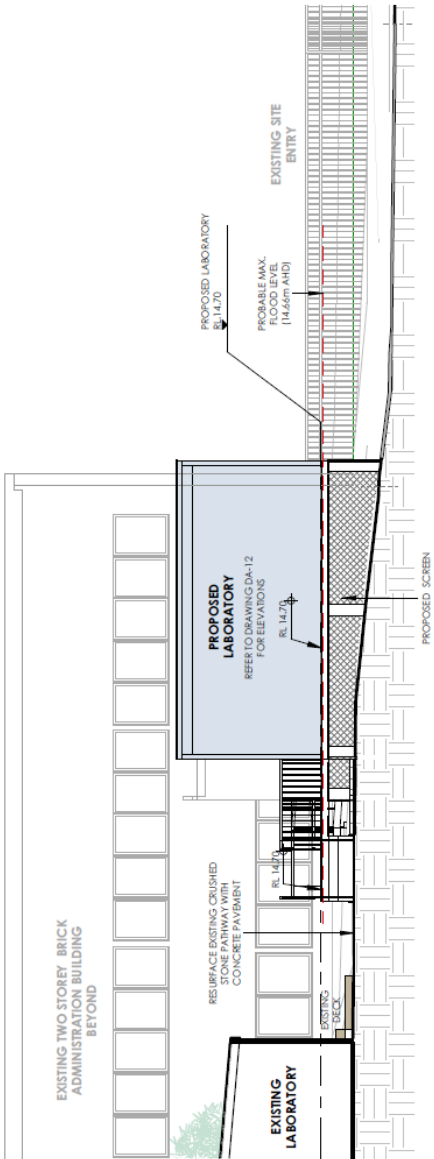 EXISTING TWO STOREY BRICK
ADMINISTRATION BUILDING
BEYOND
EXISTING
LABORATORY
EXISTING
DECK
RESURFACE EXISTING CRUSHED
STONE PATHWAY WITH
CONCRETE PAVEMENT
RL 14.70
PROPOSED
LABORATORY
REFER TO DRAWING DA-12
FOR ELEVATIONS
RL 14.70
PROPOSED SCREEN
PROPOSED LABORATORY
RL 14.70
PROBABLE MAX.
FLOOD LEVEL
(14.66m AHD)
EXISTING SITE
ENTRY